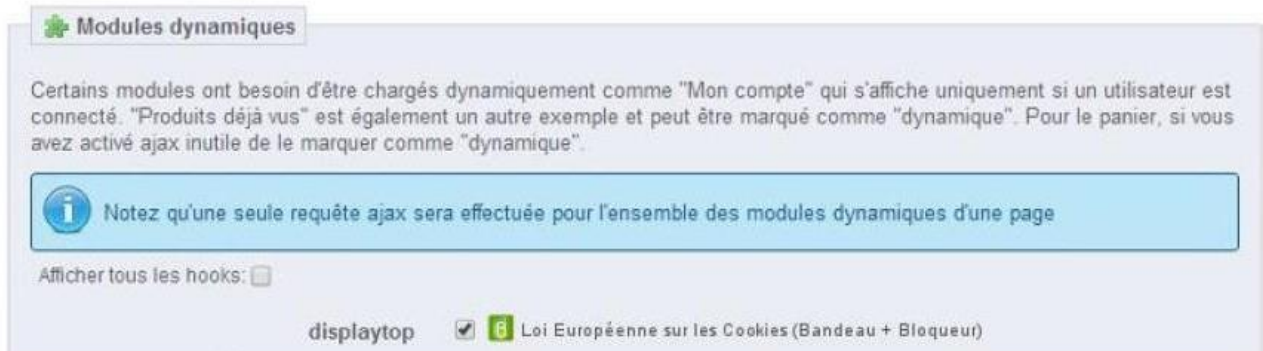 Modules dynamiques
Certains modules ont besoin d'être chargés dynamiquement comme "Mon compte" qui s'affiche uniquement si un utilisateur est
connecté. "Produits déjà vus" est également un autre exemple et peut être marqué comme "dynamique". Pour le panier, si vous
avez activé ajax inutile de le marquer comme "dynamique".
Notez qu'une seule requête ajax sera effectuée pour l'ensemble des modules dynamiques d'une page
Afficher tous les hooks:
displaytop Loi Européenne sur les Cookies (Bandeau + Bloqueur)